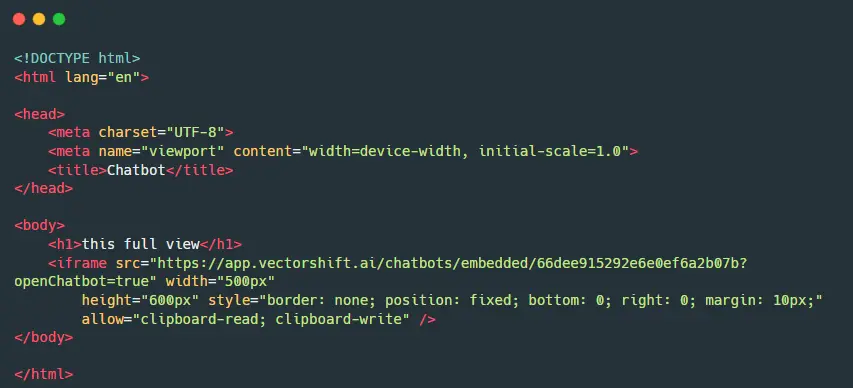 <!DOCTYPE html>
<html lang="en">
<head>
<meta charset="UTF-8">
<meta name="viewport" content="width=device-width, initial-scale=1.0">
<title>Chatbot</title>
</head>
<body>
<h1>this full view</h1>
<iframe src="https://app.vectorshift.ai/chatbots/embedded/66dee915292e6e0ef6a2b07b?
openChatbot=true" width="500px"
height="600px" style="border: none; position: fixed; bottom: 0; right: 0; margin: 10px;"
allow="clipboard-read; clipboard-write" />
</body>
</html>